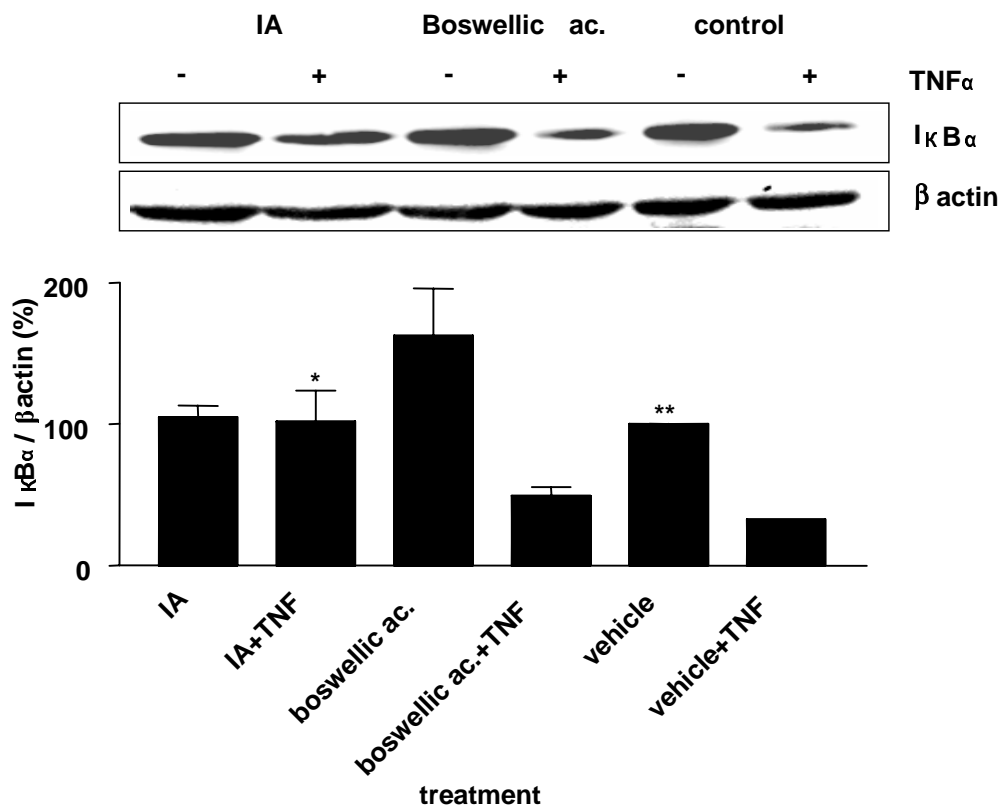 IA Boswellic ac. control
- + - + - + TNFα
IκBα
β actin
200
100
0
IκBα / βactin (%)
* **
IA
IA+TNF
boswellic ac.
boswellic ac.+TNF
vehicle
vehicle+TNF
treatment